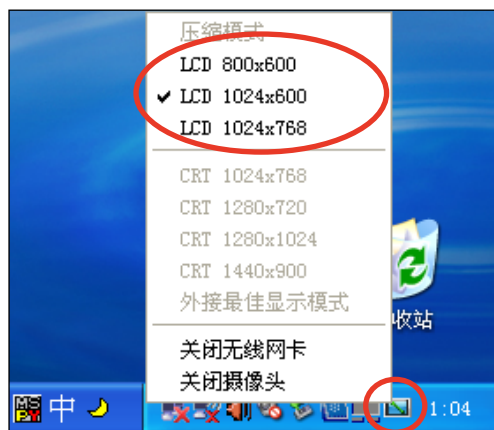 压缩模式
LCD 800x600
LCD 1024x600
LCD 1024x768
CRT 1024x768
CRT 1280x720
CRT 1280x1024
CRT 1440x900
外接最佳显示模式
收站
关闭无线网卡
关闭摄像头
MS
PY
中
1:04